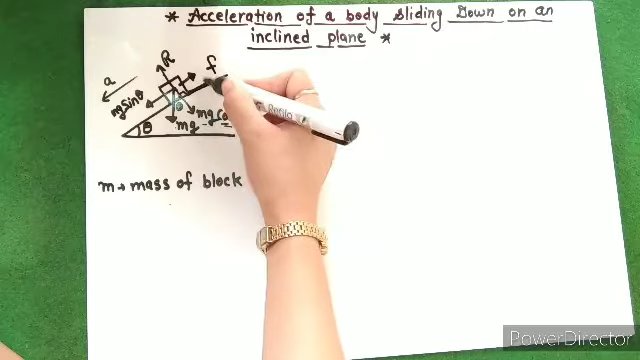 * Acceleration of a body sliding Down on an
inclined plane *
R
f
a
mg sinθ
θ
mg
θ
m → mass of block
PowerDirector